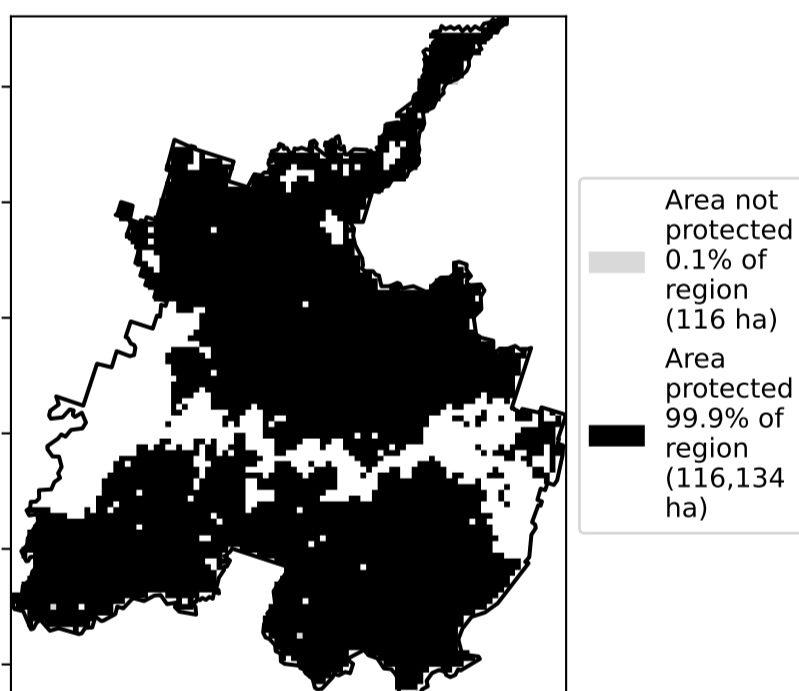 Area not
protected
0.1% of
region
(116 ha)
Area
protected
99.9% of
region
(116,134
ha)